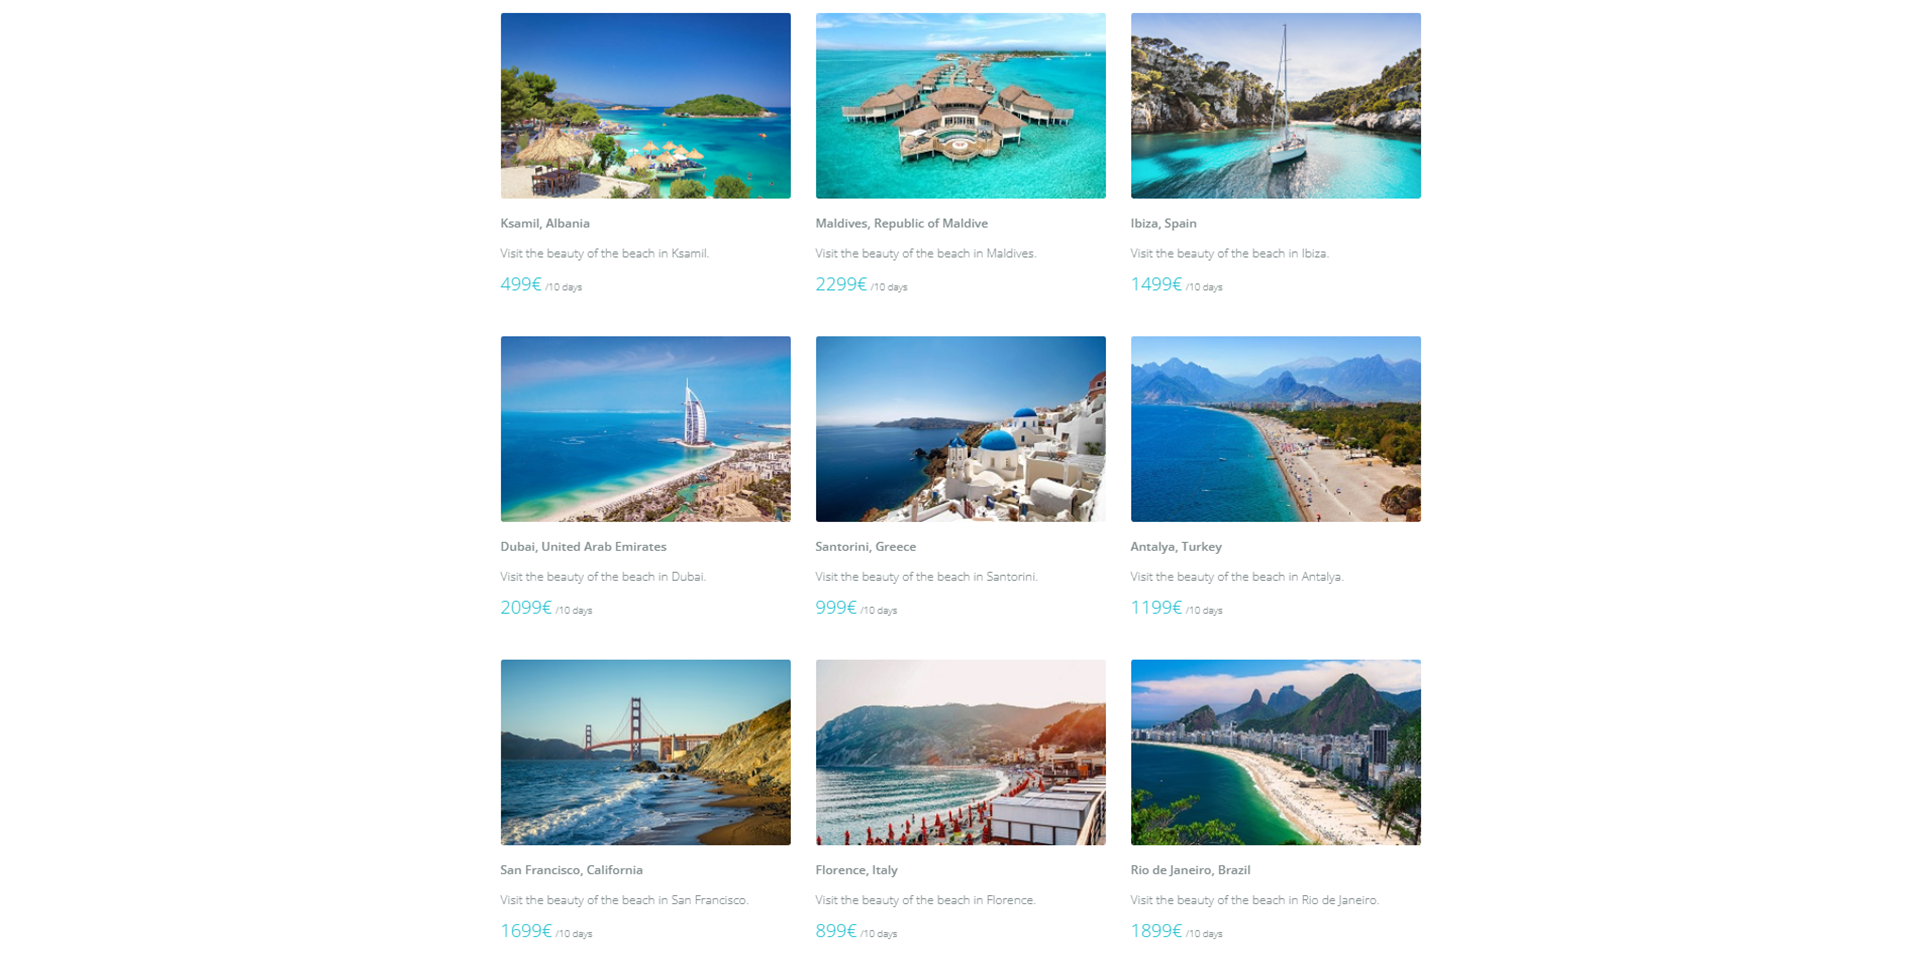 Ksamil, Albania
Visit the beauty of the beach in Ksamil.
499€ /10 days
Maldives, Republic of Maldive
Visit the beauty of the beach in Maldives.
2299€ /10 days
Ibiza, Spain
Visit the beauty of the beach in Ibiza.
1499€ /10 days
Dubai, United Arab Emirates
Visit the beauty of the beach in Dubai.
2099€ /10 days
Santorini, Greece
Visit the beauty of the beach in Santorini.
999€ /10 days
Antalya, Turkey
Visit the beauty of the beach in Antalya.
1199€ /10 days
San Francisco, California
Visit the beauty of the beach in San Francisco.
1699€ /10 days
Florence, Italy
Visit the beauty of the beach in Florence.
899€ /10 days
Rio de Janeiro, Brazil
Visit the beauty of the beach in Rio de Janeiro.
1899€ /10 days